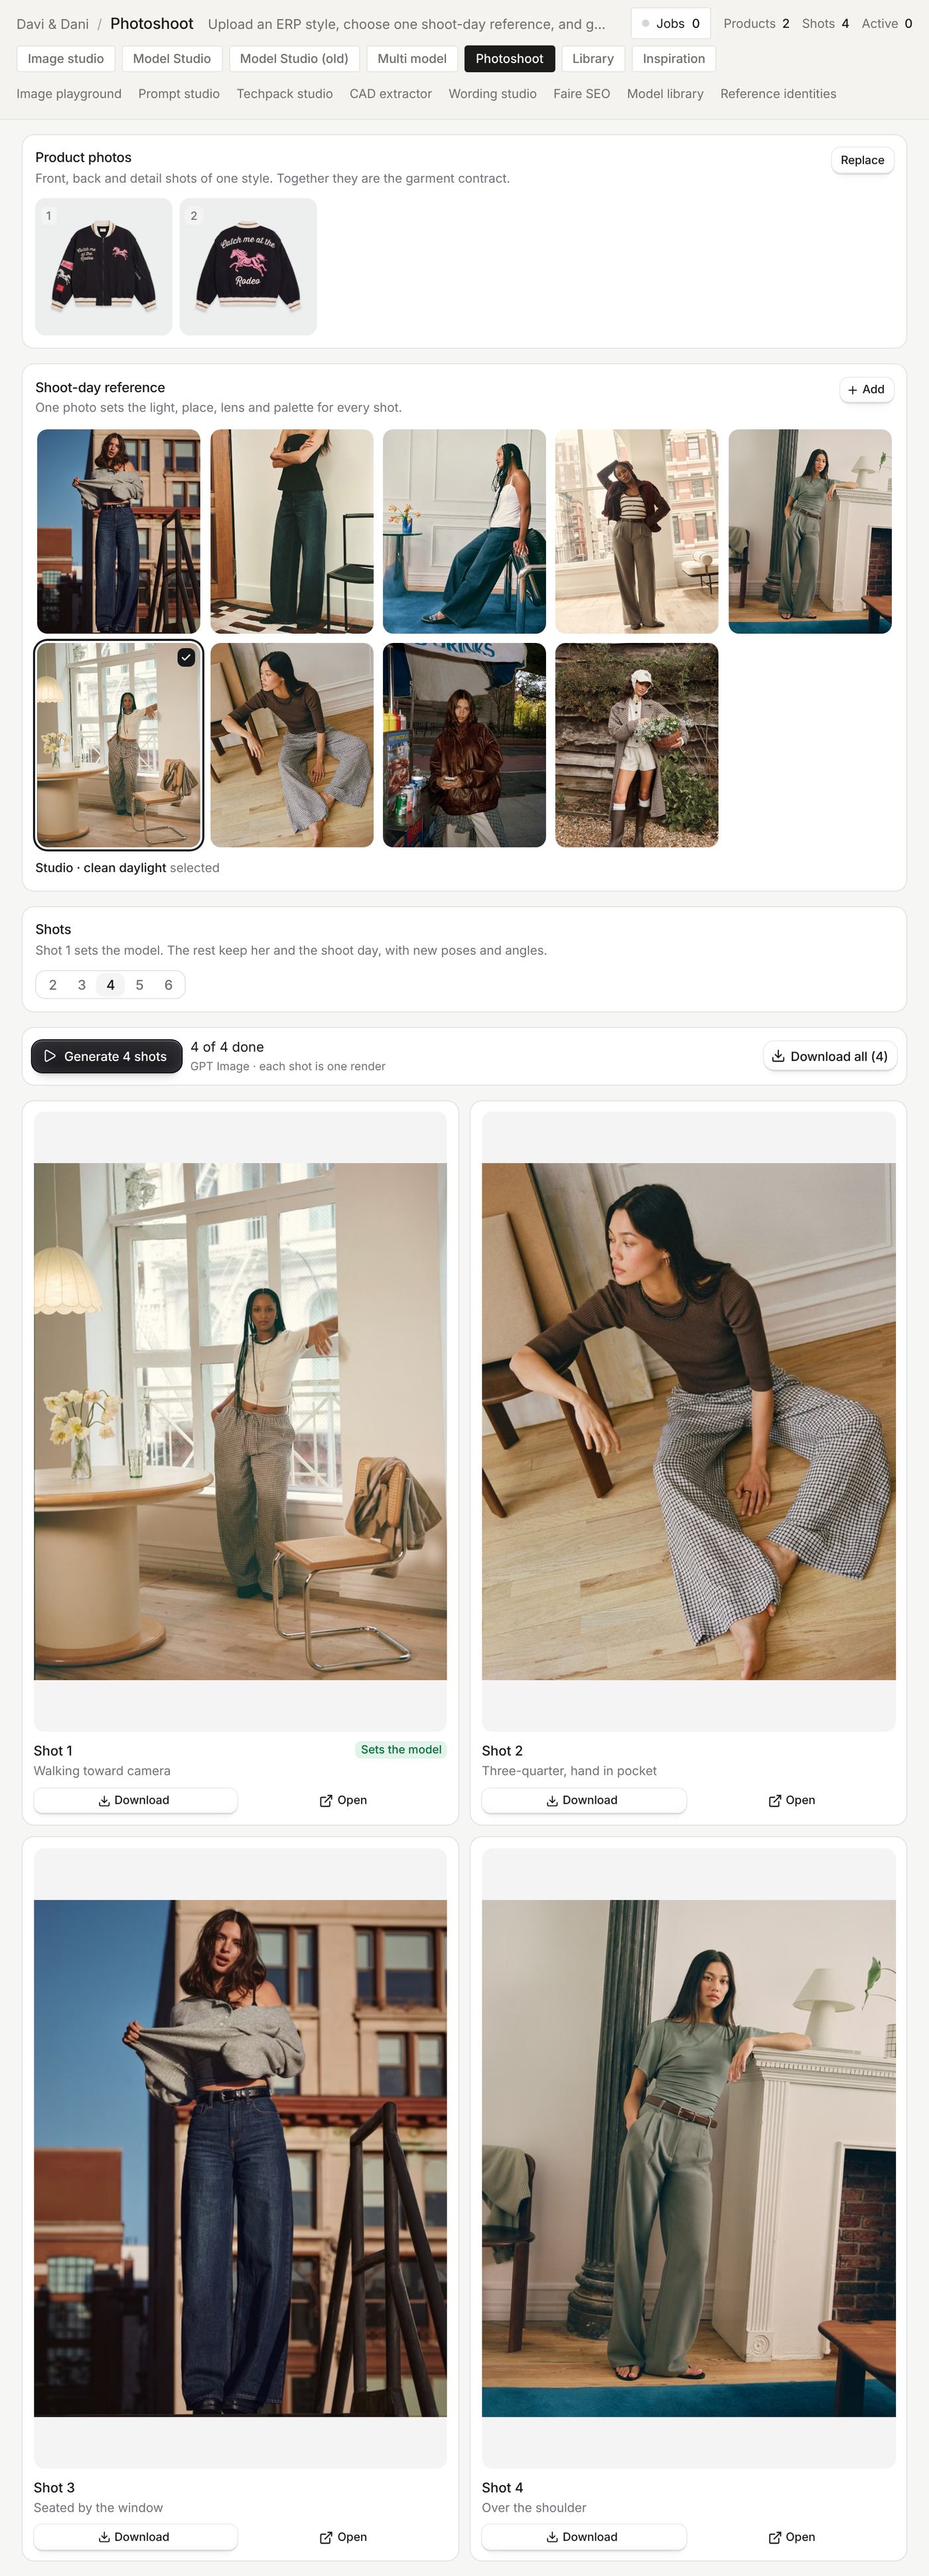 Davi & Dani / Photoshoot Upload an ERP style, choose one shoot-day reference, and g... Jobs 0 Products 2 Shots 4 Active 0
Image studio Model Studio Model Studio (old) Multi model Photoshoot Library Inspiration
Image playground Prompt studio Techpack studio CAD extractor Wording studio Faire SEO Model library Reference identities
Product photos
Replace
Front, back and detail shots of one style. Together they are the garment contract.
1 2
Catch me at the Rodeo
Catch me at the
Rodeo
Shoot-day reference
Add
One photo sets the light, place, lens and palette for every shot.
DRINKS
Studio · clean daylight selected
Shots
Shot 1 sets the model. The rest keep her and the shoot day, with new poses and angles.
2 3 4 5 6
Generate 4 shots
4 of 4 done
GPT Image · each shot is one render
Download all (4)
Shot 1 Sets the model
Walking toward camera
Download Open
Shot 2
Three-quarter, hand in pocket
Download Open
Shot 3
Seated by the window
Download Open
Shot 4
Over the shoulder
Download Open